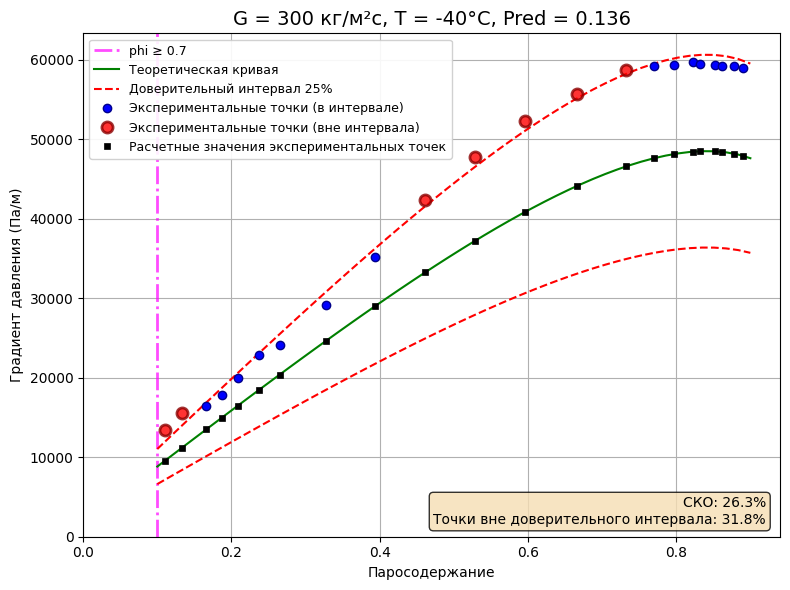 G = 300 кг/м²с, T = -40°C, Pred = 0.136
phi ≥ 0.7
Теоретическая кривая
Доверительный интервал 25%
Экспериментальные точки (в интервале)
Экспериментальные точки (вне интервала)
Расчетные значения экспериментальных точек
Градиент давления (Па/м)
60000
50000
40000
30000
20000
10000
0
СКО: 26.3%
Точки вне доверительного интервала: 31.8%
0.0 0.2 0.4 0.6 0.8
Паросодержание